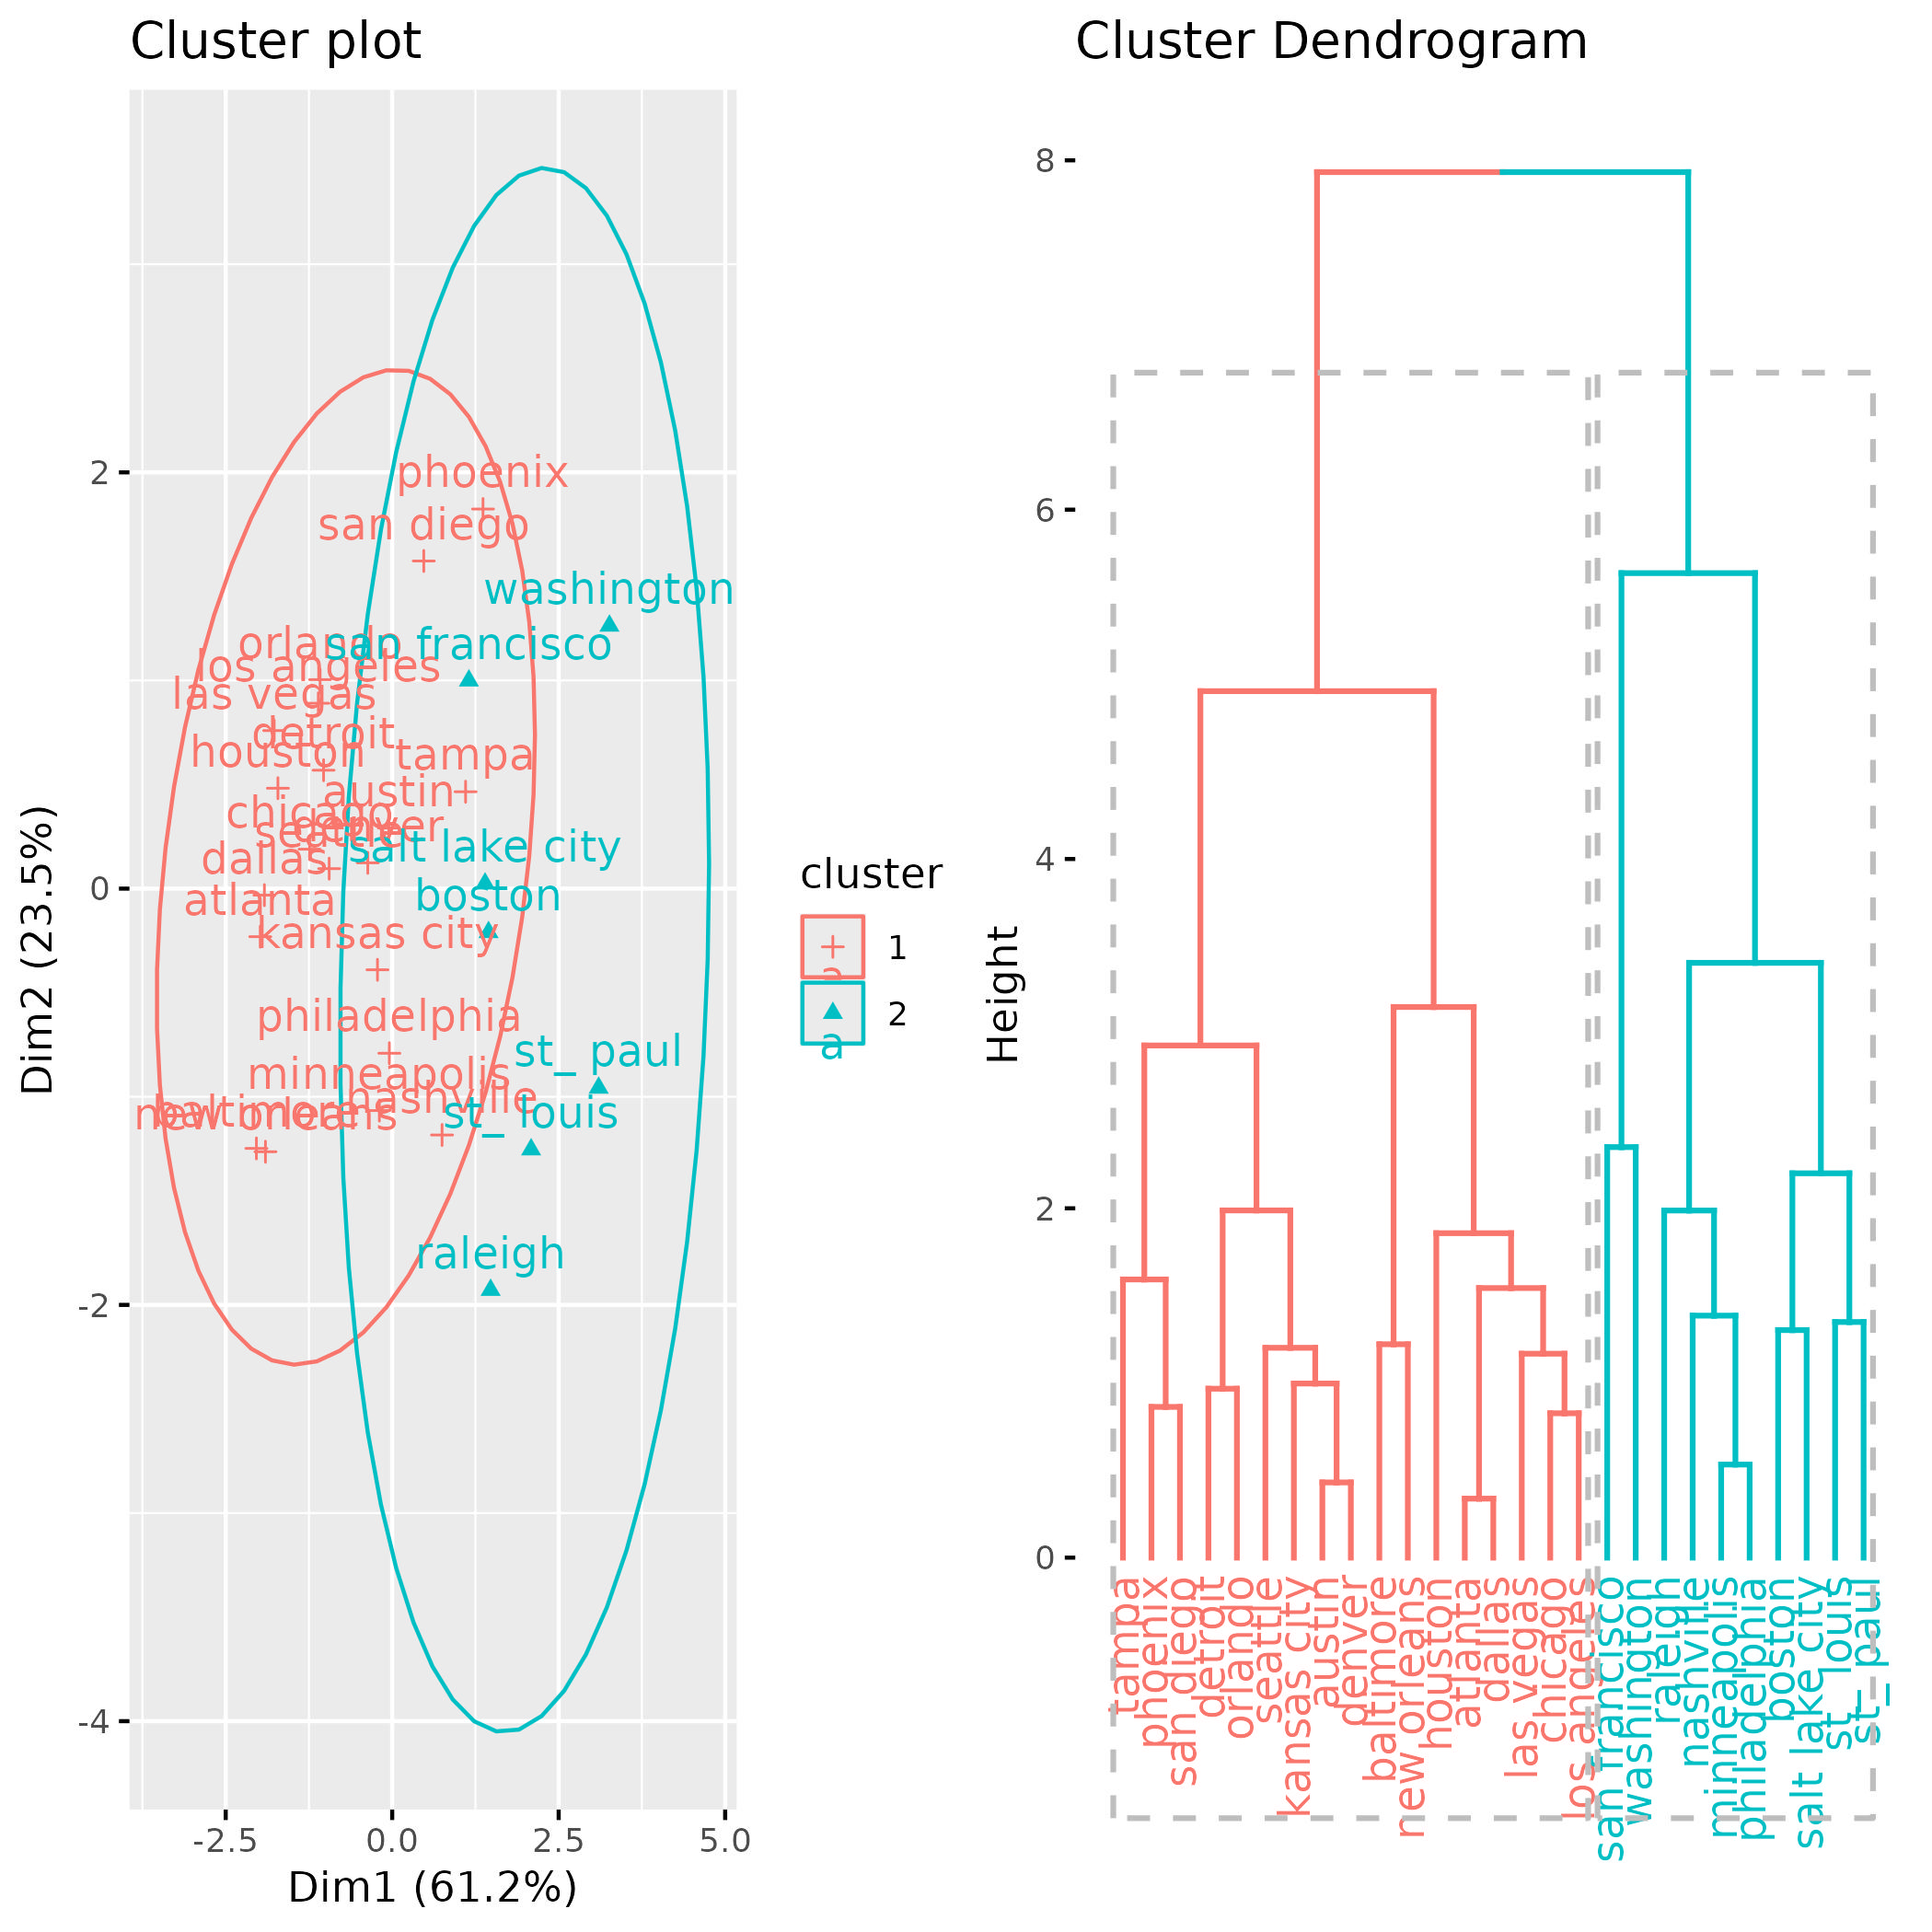 Cluster plot
phoenix
san diego
washington
orlando
san francisco
los angeles
las vegas
detroit
houston
tampa
austin
chicago
denver
seattle
salt lake city
dallas
boston
atlanta
kansas city
philadelphia
st_ paul
minneapolis
nashville
baltimore
new orleans
st_ louis
raleigh
2
0
-2
-4
-2.5 0.0 2.5 5.0
Dim1 (61.2%)
Dim2 (23.5%)
cluster
1
a
2
Cluster Dendrogram
8
6
4
2
0
Height
tampa
phoenix
san diego
detroit
orlando
seattle
kansas city
austin
denver
baltimore
new orleans
houston
atlanta
dallas
las vegas
chicago
los angeles
san francisco
washington
raleigh
nashville
minneapolis
philadelphia
boston
salt lake city
st_ louis
st_ paul